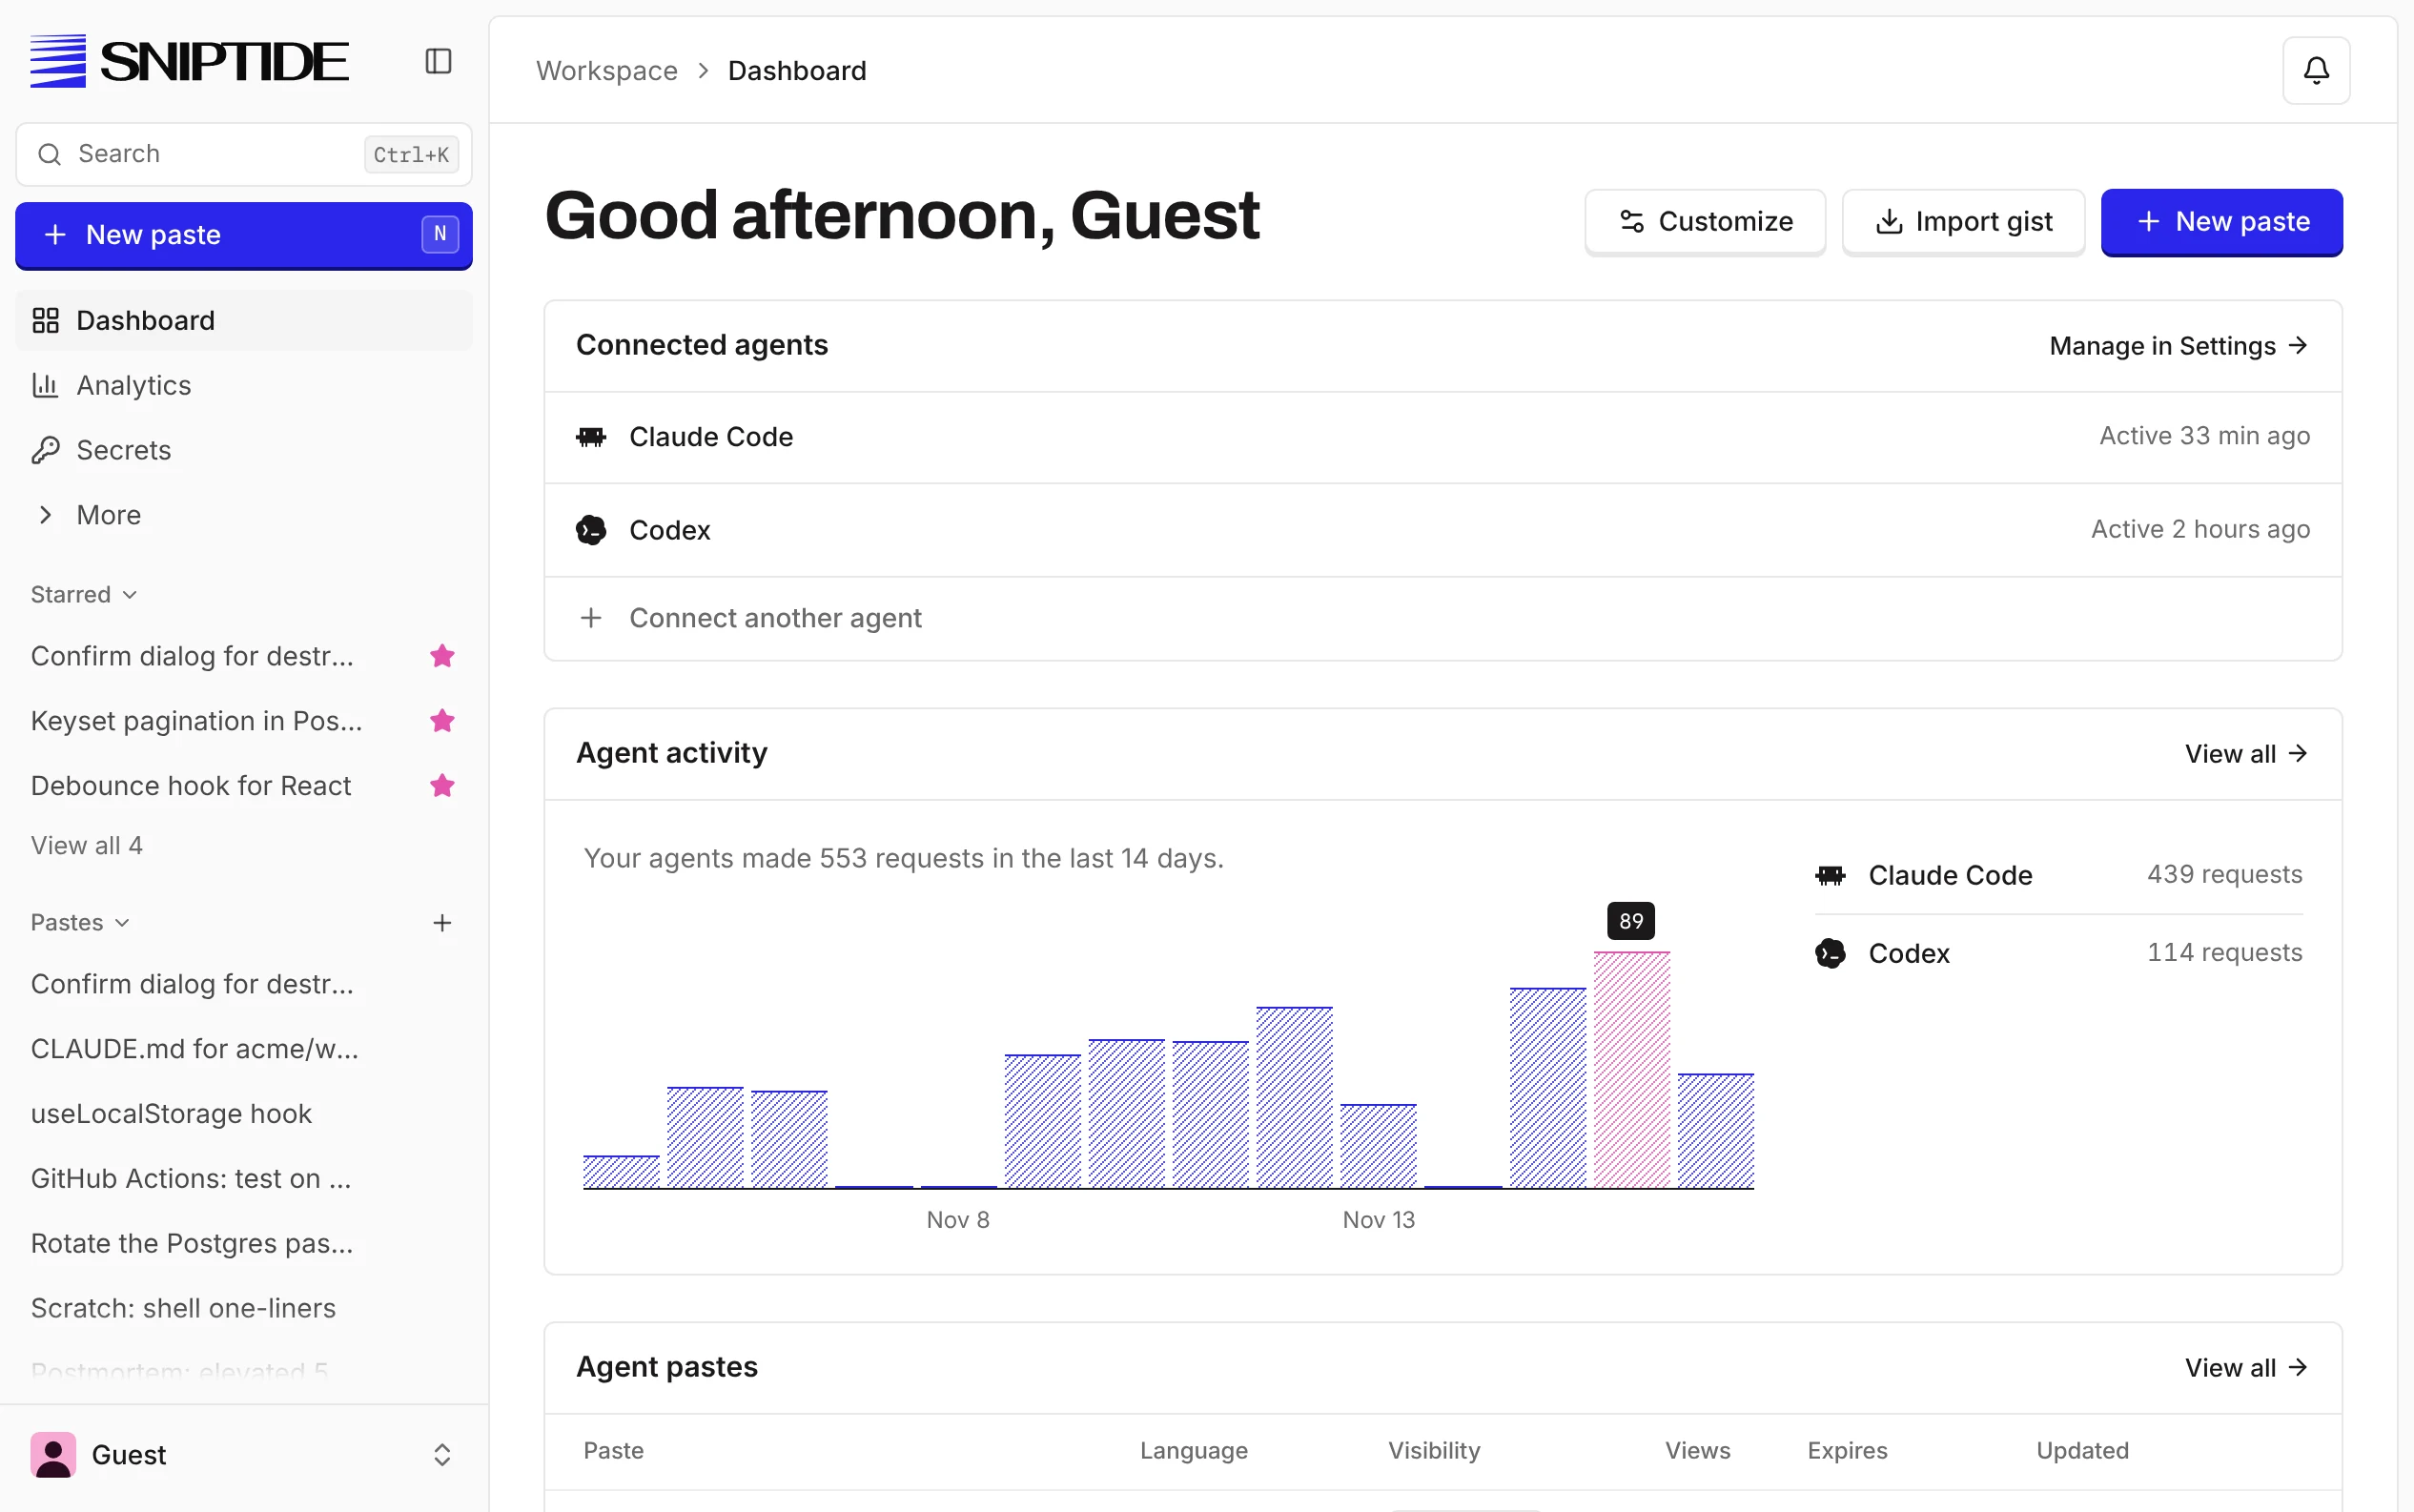 SNIPTIDE
Search Ctrl+K
New paste N
Dashboard
Analytics
Secrets
More
Starred
Confirm dialog for destr...
Keyset pagination in Pos...
Debounce hook for React
View all 4
Pastes
Confirm dialog for destr...
CLAUDE.md for acme/w...
useLocalStorage hook
GitHub Actions: test on ...
Rotate the Postgres pas...
Scratch: shell one-liners
Postmortem: elevated 5
Guest
Workspace > Dashboard
Good afternoon, Guest
Customize
Import gist
New paste
Connected agents
Manage in Settings →
Claude Code Active 33 min ago
Codex Active 2 hours ago
Connect another agent
Agent activity
View all →
Your agents made 553 requests in the last 14 days.
89
Nov 8 Nov 13
Claude Code 439 requests
Codex 114 requests
Agent pastes
View all →
Paste Language Visibility Views Expires Updated